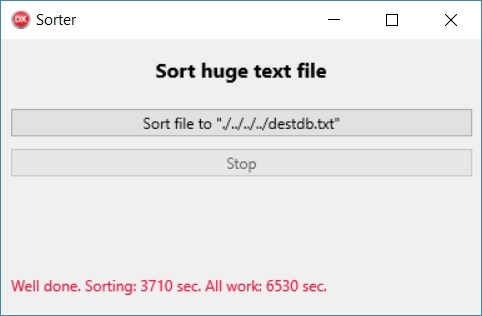 DX Sorter
Sort huge text file
Sort file to "./../../../destdb.txt"
Stop
Well done. Sorting: 3710 sec. All work: 6530 sec.